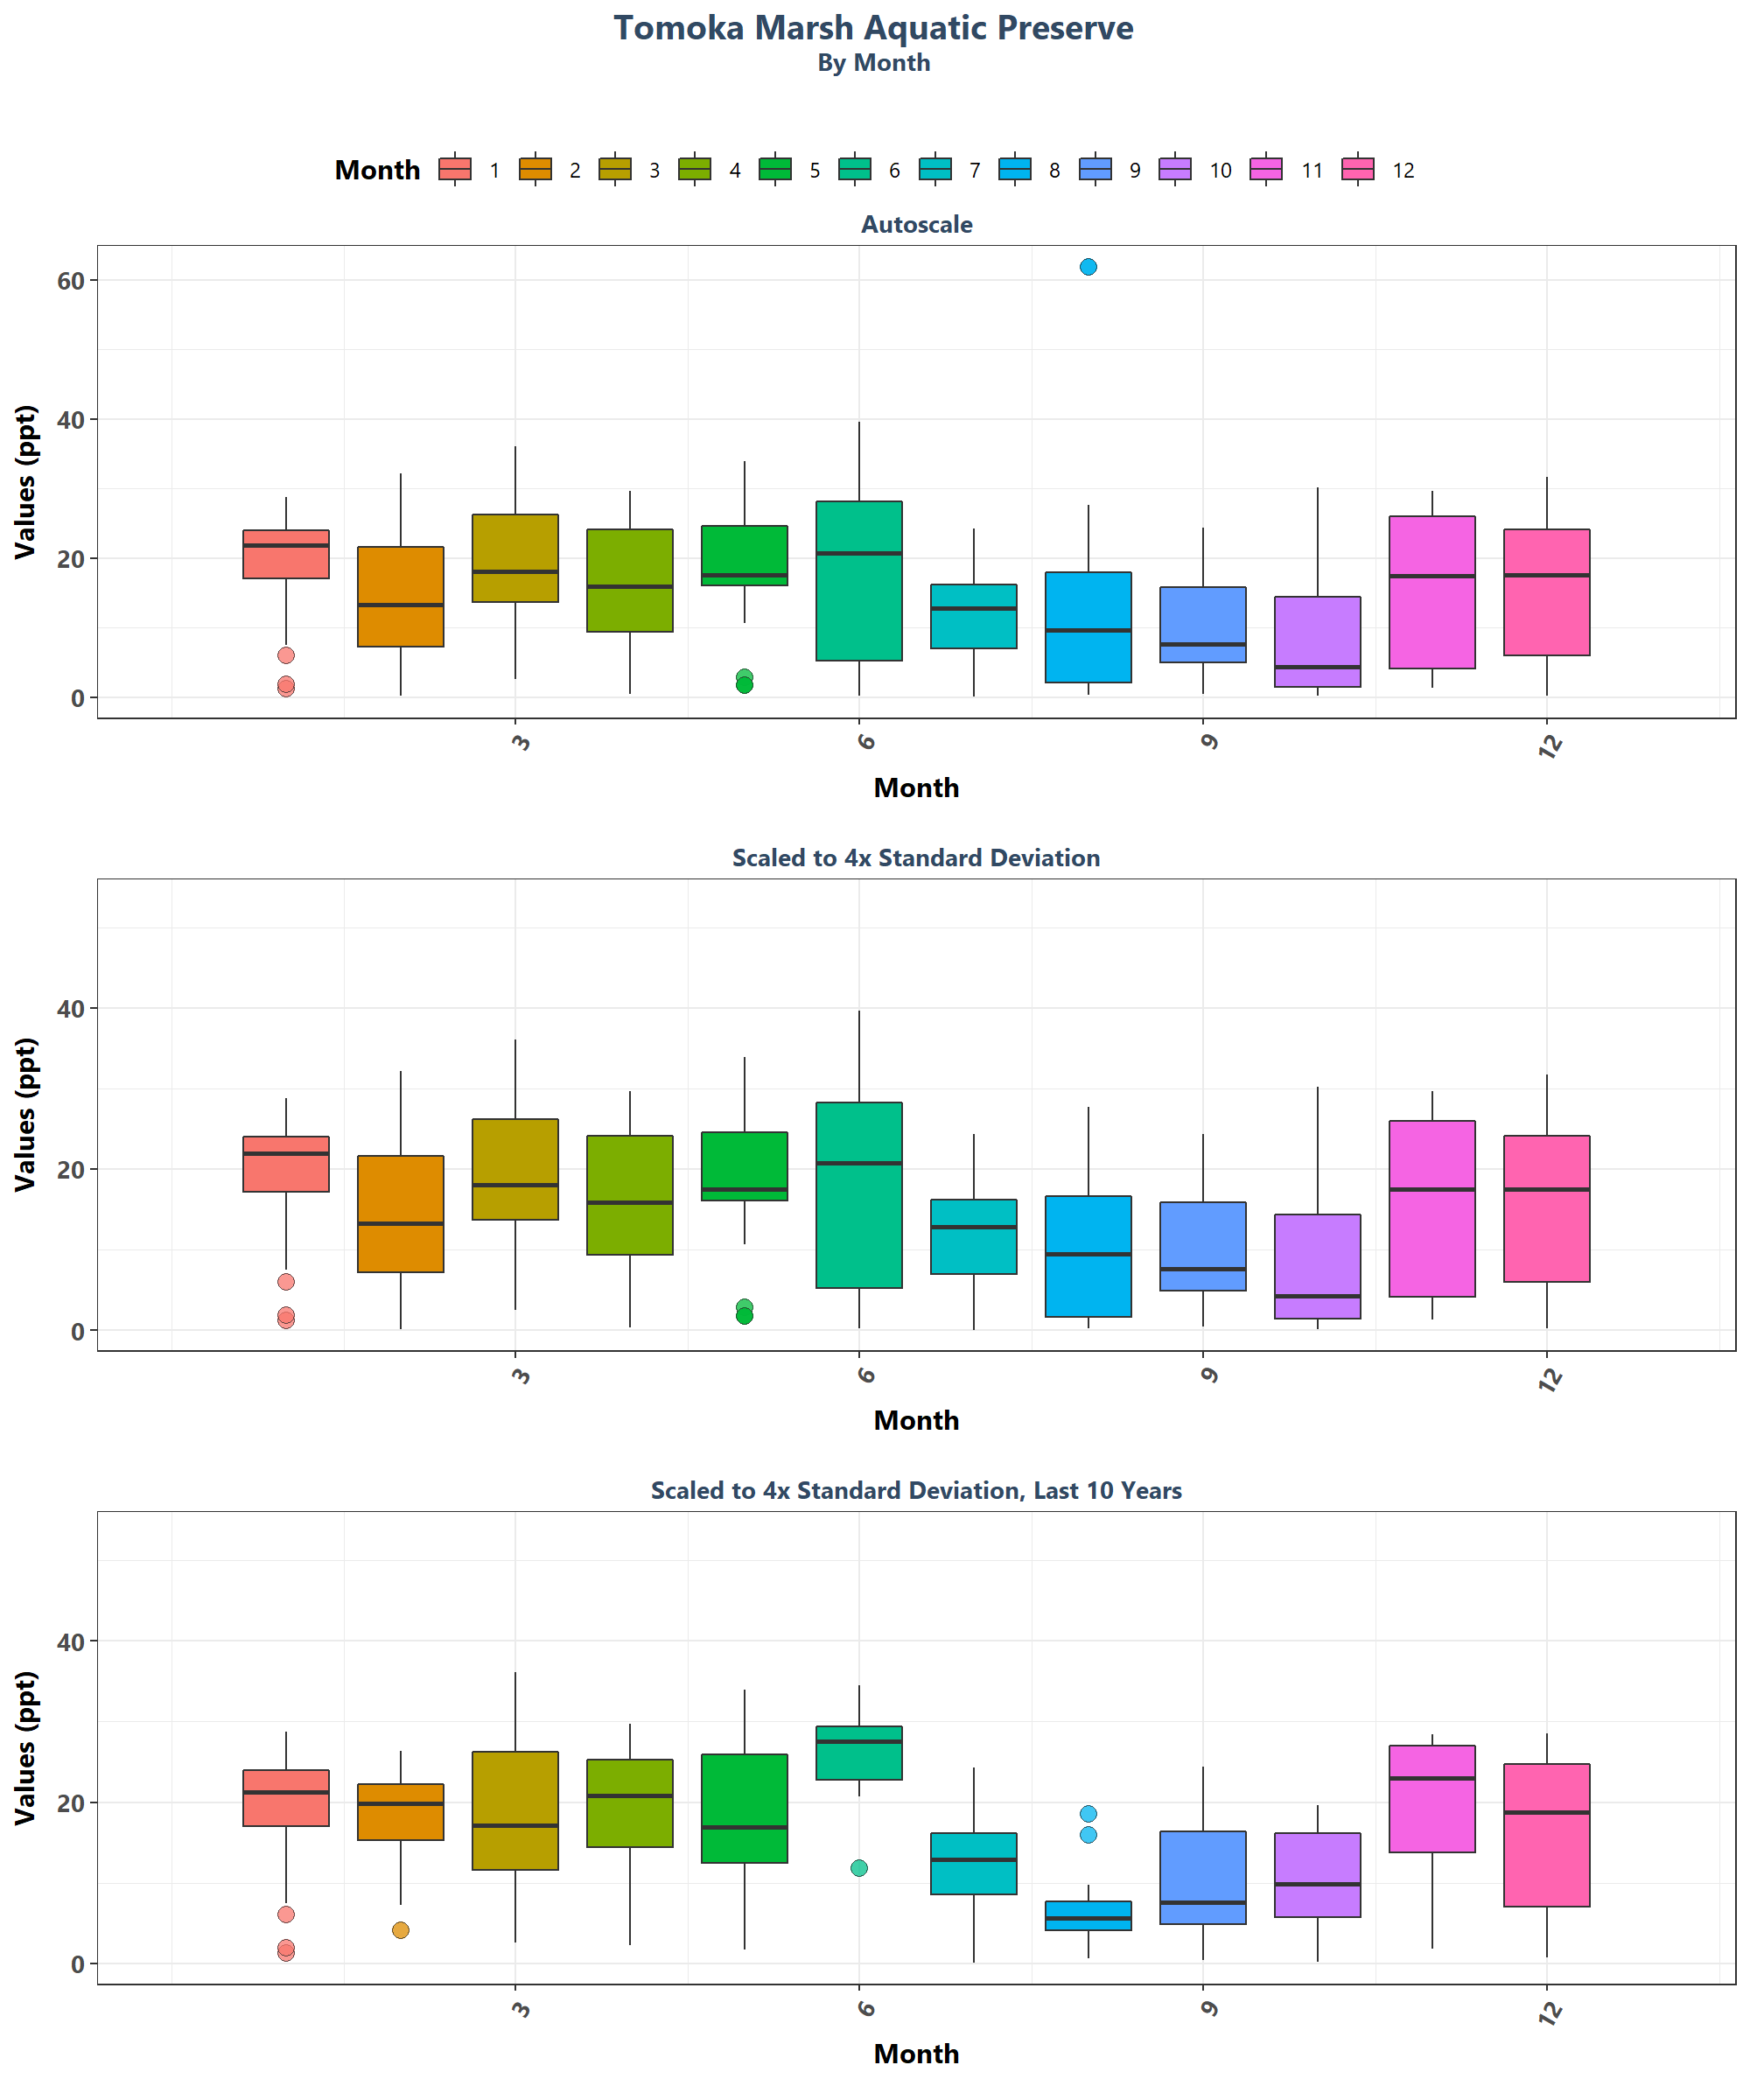 Tomoka Marsh Aquatic Preserve
By Month
Month 1 2 3 4 5 6 7 8 9 10 11 12
Autoscale
Values (ppt)
60
40
20
0
3 6 9 12
Month
Scaled to 4x Standard Deviation
Values (ppt)
40
20
0
3 6 9 12
Month
Scaled to 4x Standard Deviation, Last 10 Years
Values (ppt)
40
20
0
3 6 9 12
Month